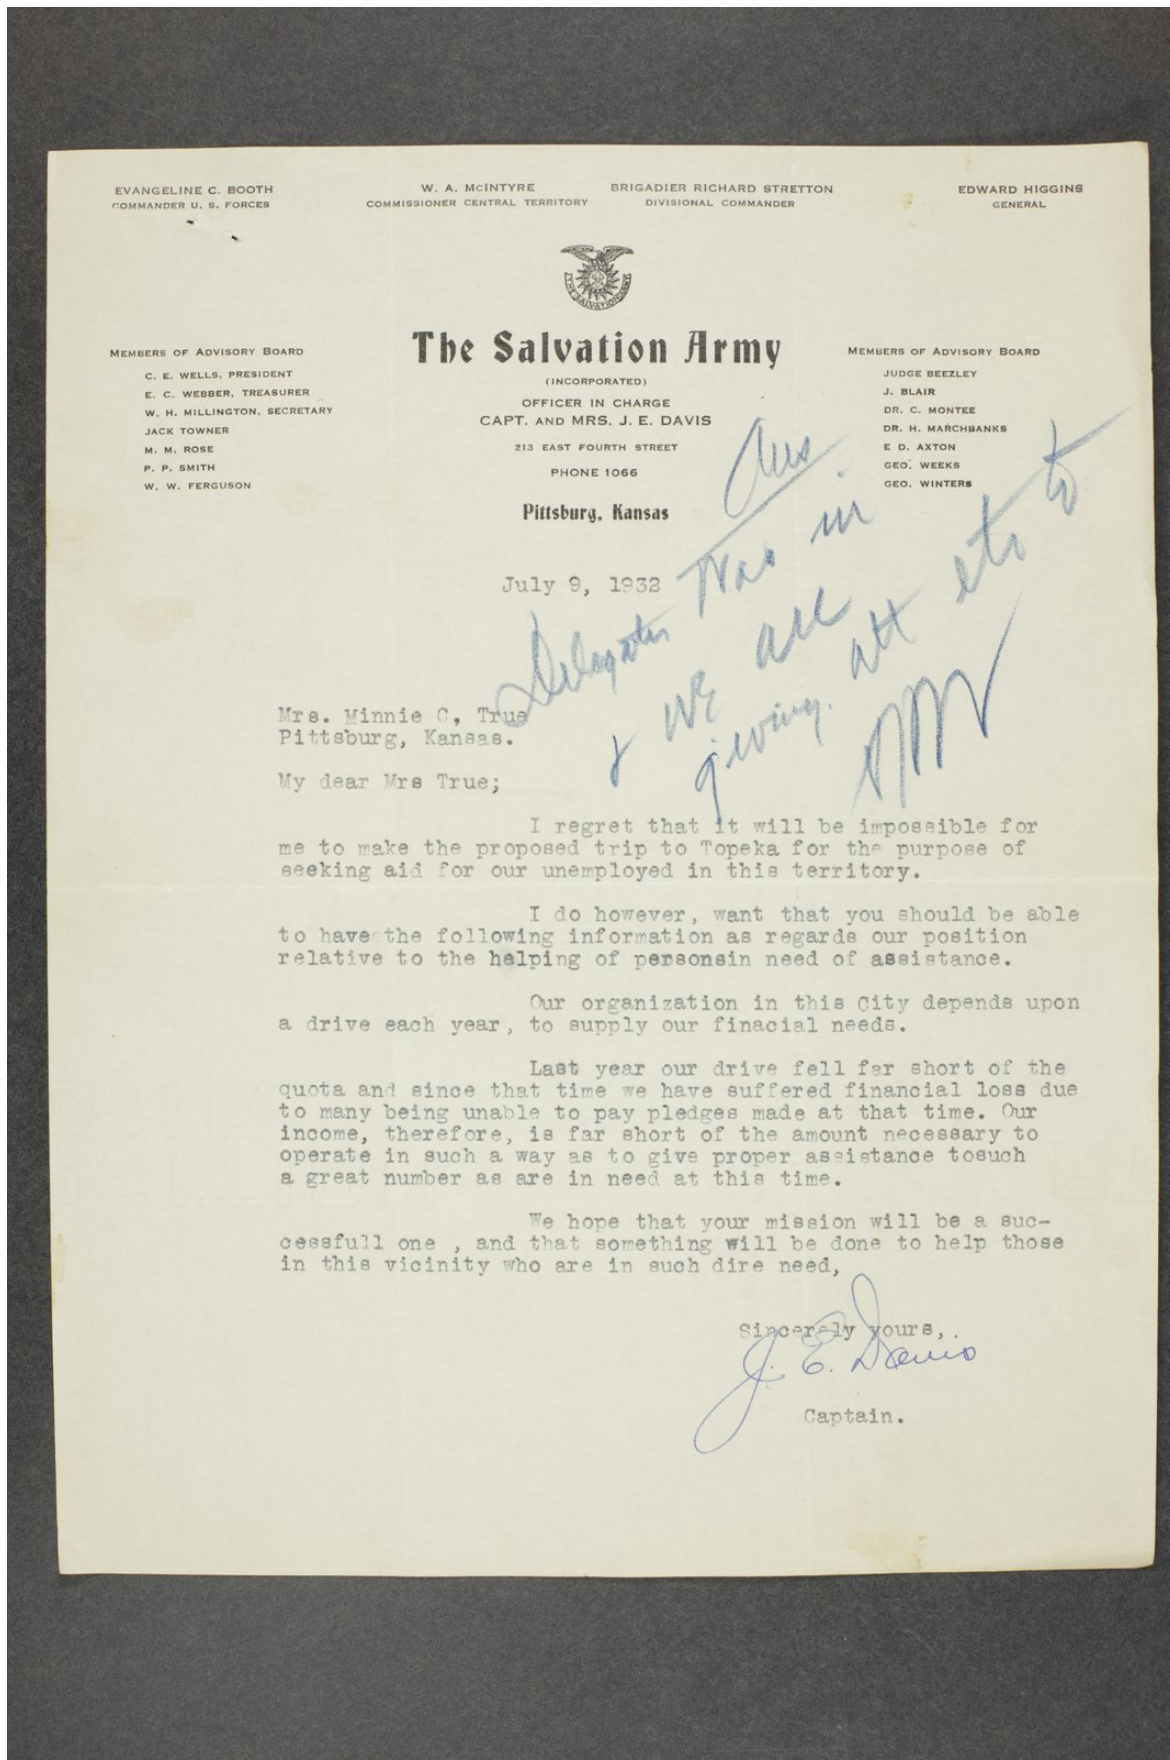 EVANGELINE C. BOOTH
COMMANDER U. S. FORCES
W. A. McINTYRE
COMMISSIONER CENTRAL TERRITORY
BRIGADIER RICHARD STRETTON
DIVISIONAL COMMANDER
EDWARD HIGGINS
GENERAL
THE SALVATION ARMY
The Salvation Army
(INCORPORATED)
OFFICER IN CHARGE
CAPT. AND MRS. J. E. DAVIS
213 EAST FOURTH STREET
PHONE 1066
Pittsburg, Kansas
MEMBERS OF ADVISORY BOARD
C. E. WELLS, PRESIDENT
E. C. WEBBER, TREASURER
W. H. MILLINGTON, SECRETARY
JACK TOWNER
M. M. ROSE
P. P. SMITH
W. W. FERGUSON
MEMBERS OF ADVISORY BOARD
JUDGE BEEZLEY
J. BLAIR
DR. C. MONTEE
DR. H. MARCHBANKS
E D. AXTON
GEO. WEEKS
GEO. WINTERS
Ans
Delegates Was in
& we are
giving. att etc to
July 9, 1932
Mrs. Minnie C, True
Pittsburg, Kansas.
My dear Mrs True;
I regret that it will be impossible for
me to make the proposed trip to Topeka for the purpose of
seeking aid for our unemployed in this territory.
I do however, want that you should be able
to have the following information as regards our position
relative to the helping of personsin need of assistance.
Our organization in this City depends upon
a drive each year, to supply our finacial needs.
Last year our drive fell far short of the
quota and since that time we have suffered financial loss due
to many being unable to pay pledges made at that time. Our
income, therefore, is far short of the amount necessary to
operate in such a way as to give proper assistance tosuch
a great number as are in need at this time.
We hope that your mission will be a suc-
cessfull one , and that something will be done to help those
in this vicinity who are in such dire need,
Sincerely yours,.
J. E. Davis
Captain.